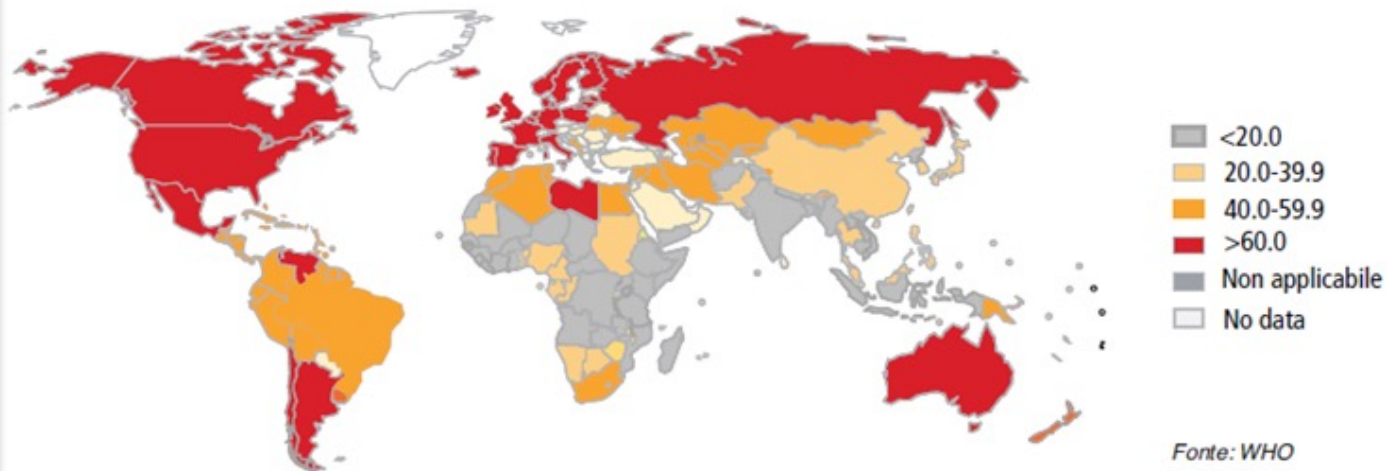 <20.0
20.0-39.9
40.0-59.9
>60.0
Non applicabile
No data
Fonte: WHO